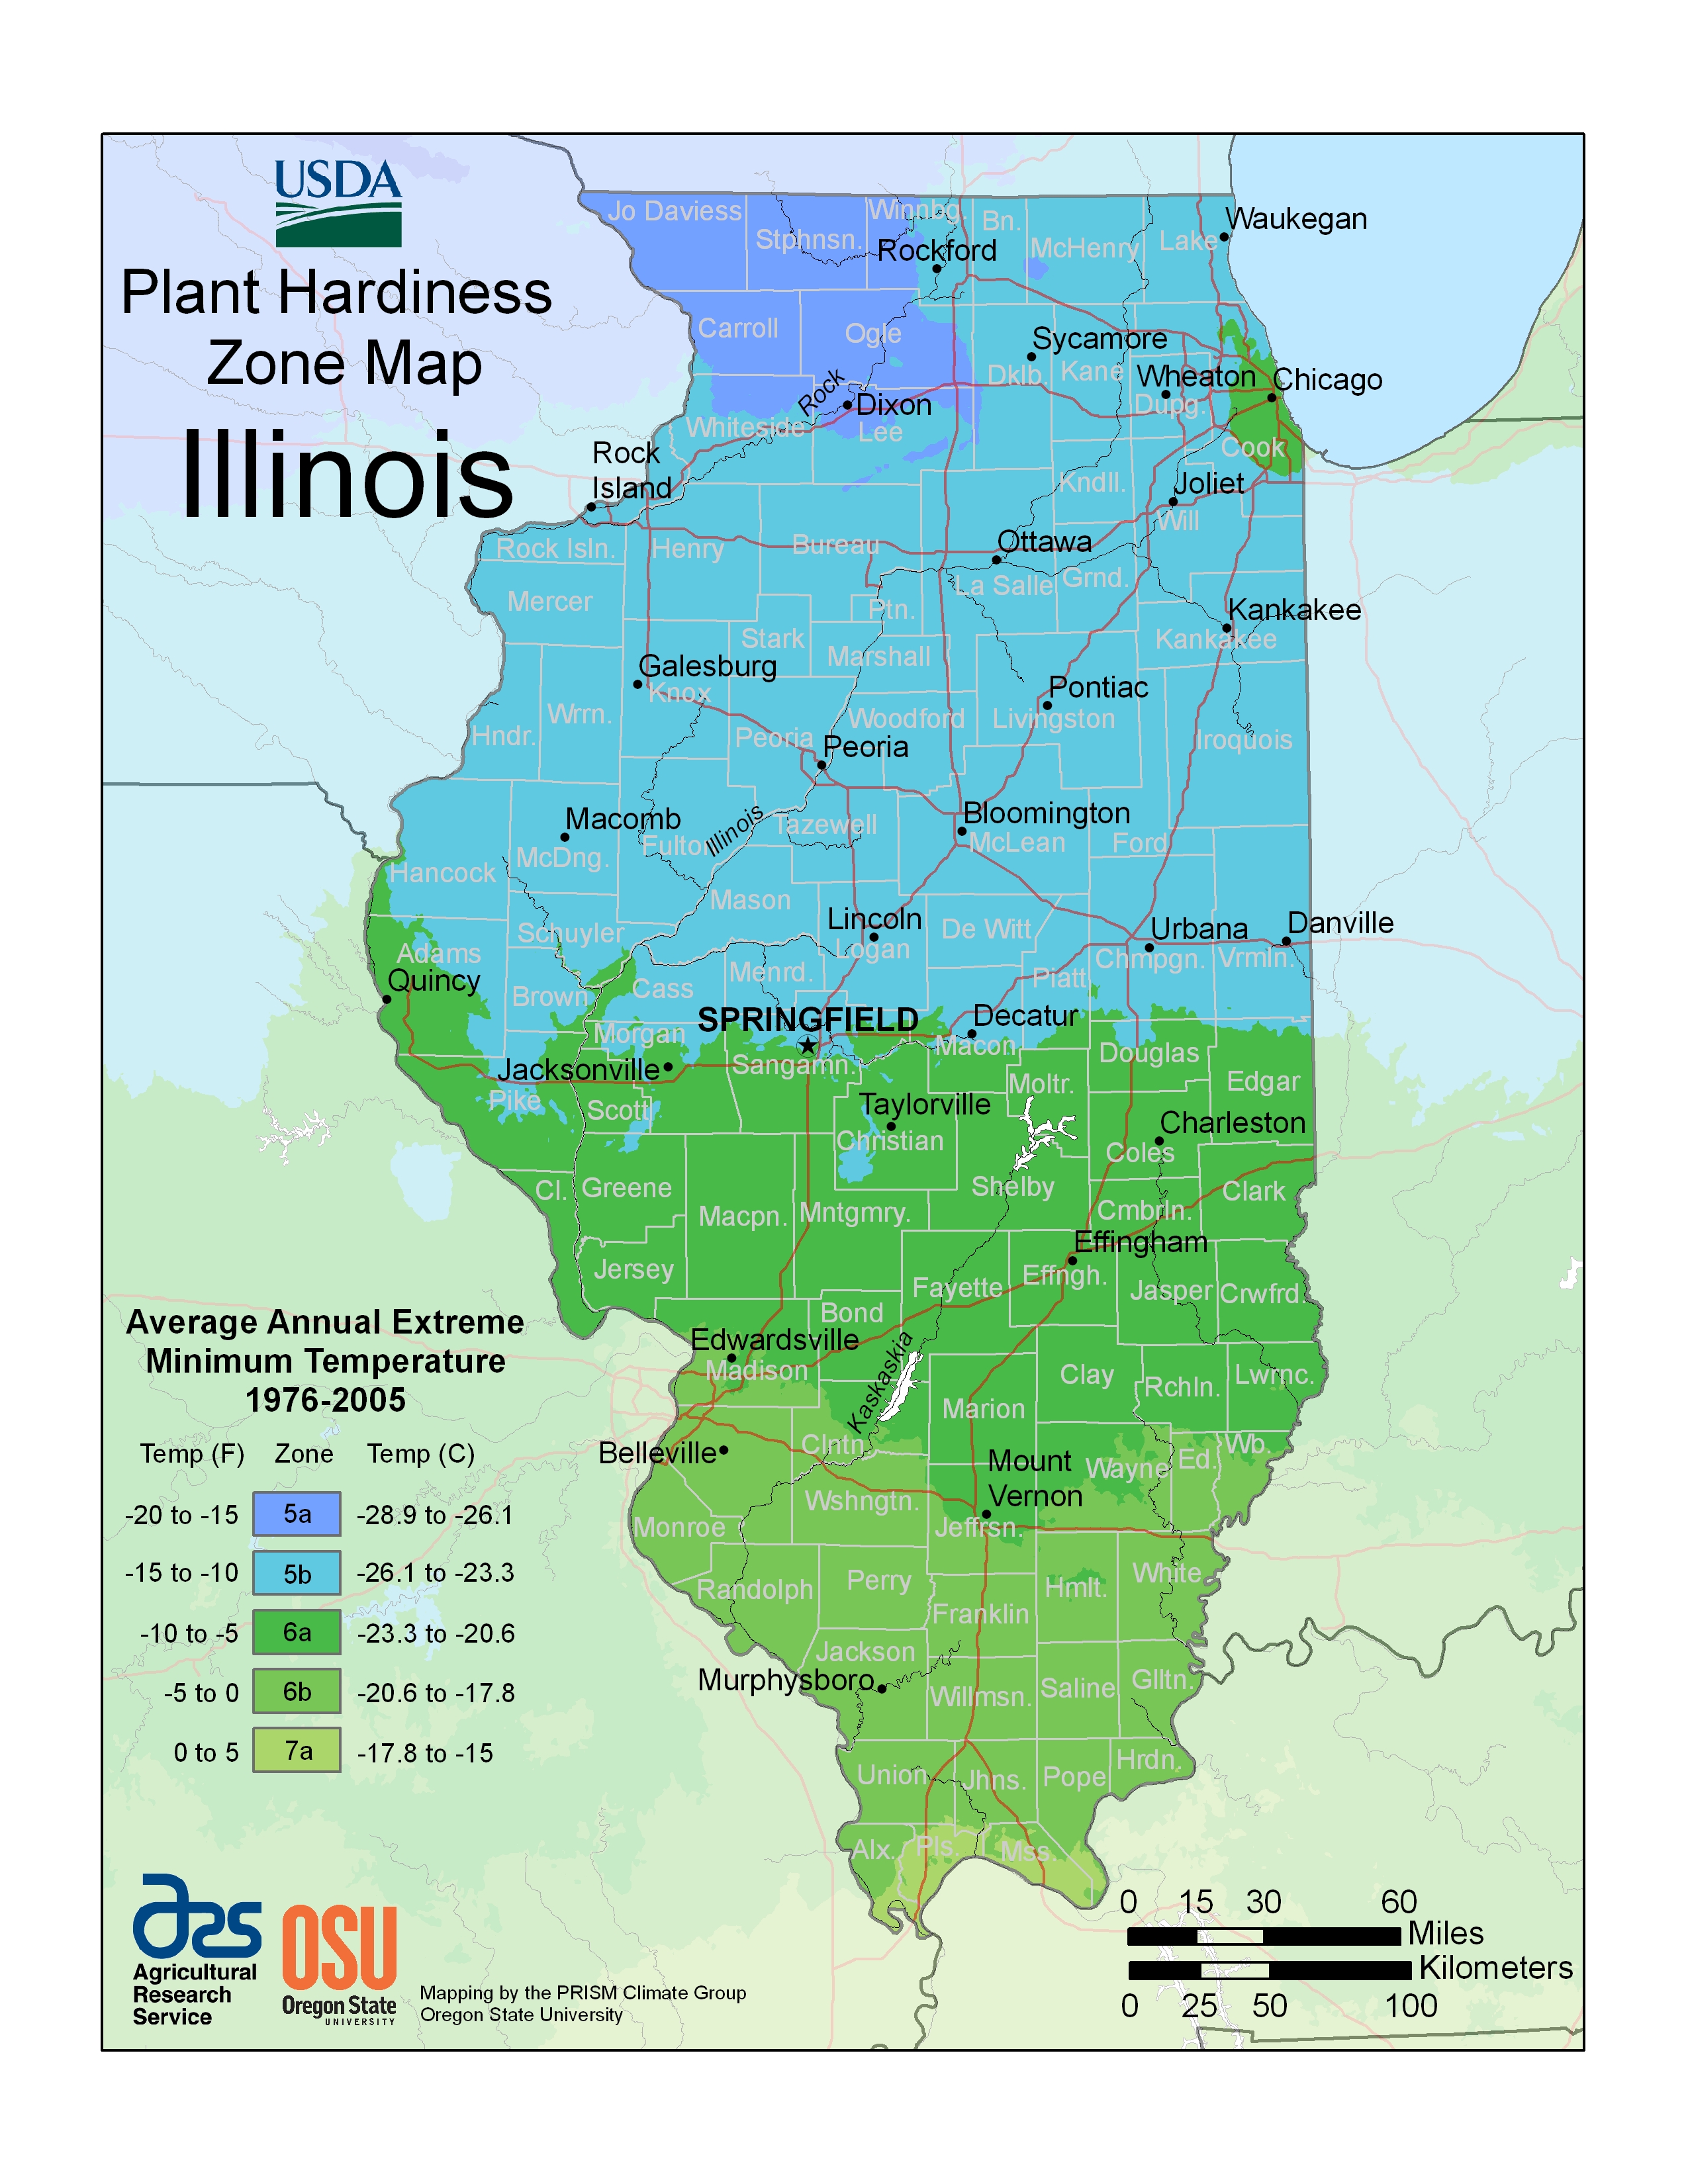 USDA
Plant Hardiness
Zone Map
Illinois
Jo Daviess
Stphnsn.
Winnbg.
Bn.
McHenry
Lake
Waukegan
Rockford
Carroll
Ogle
Sycamore
Dklb.
Kane
Wheaton
Dupg.
Chicago
Cook
Rock
Dixon
Whiteside
Lee
Rock
Island
Kndll.
Joliet
Will
Rock Isln.
Henry
Bureau
Ottawa
La Salle
Grnd.
Mercer
Ptn.
Kankakee
Kankakee
Stark
Marshall
Galesburg
Knox
Pontiac
Livingston
Hndr.
Wrrn.
Peoria
Woodford
Iroquois
Peoria
Macomb
McDng.
Fulton
Illinois
Tazewell
Bloomington
McLean
Ford
Hancock
Mason
Lincoln
Logan
De Witt
Urbana
Danville
Adams
Schuyler
Quincy
Brown
Cass
Menrd.
Piatt
Chmpgn.
Vrmln.
SPRINGFIELD
Decatur
Morgan
Macon
Jacksonville
Sangamn.
Douglas
Edgar
Moltr.
Pike
Scott
Taylorville
Christian
Charleston
Coles
Cl.
Greene
Macpn.
Mntgmry.
Shelby
Cmbrln.
Clark
Effingham
Jersey
Fayette
Effngh.
Jasper
Crwfrd.
Bond
Edwardsville
Madison
Kaskaskia
Clay
Rchln.
Lwrnc.
Marion
Belleville
Clntn.
Mount
Vernon
Wayne
Ed.
Wb.
Wshngtn.
Monroe
Jeffrsn.
Randolph
Perry
Hmlt.
White
Franklin
Jackson
Murphysboro
Willmsn.
Saline
Glltn.
Union
Jhns.
Pope
Hrdn.
Alx.
Pls.
Mss.
Average Annual Extreme
Minimum Temperature
1976-2005
Temp (F) Zone Temp (C)
-20 to -15 5a -28.9 to -26.1
-15 to -10 5b -26.1 to -23.3
-10 to -5 6a -23.3 to -20.6
-5 to 0 6b -20.6 to -17.8
0 to 5 7a -17.8 to -15
ars
Agricultural
Research
Service
OSU
Oregon State
UNIVERSITY
Mapping by the PRISM Climate Group
Oregon State University
0 15 30 60
Miles
Kilometers
0 25 50 100